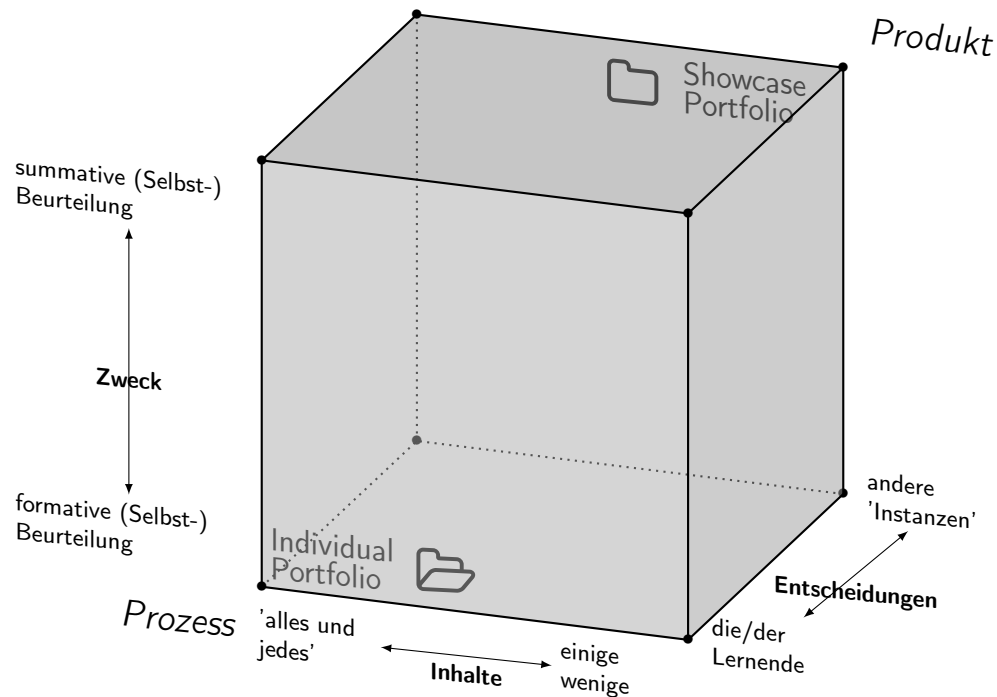 Produkt
Showcase
Portfolio
summative (Selbst-)
Beurteilung
Zweck
formative (Selbst-)
Beurteilung
andere
'Instanzen'
Individual
Portfolio
Entscheidungen
Prozess
'alles und
jedes'
Inhalte
einige
wenige
die/der
Lernende